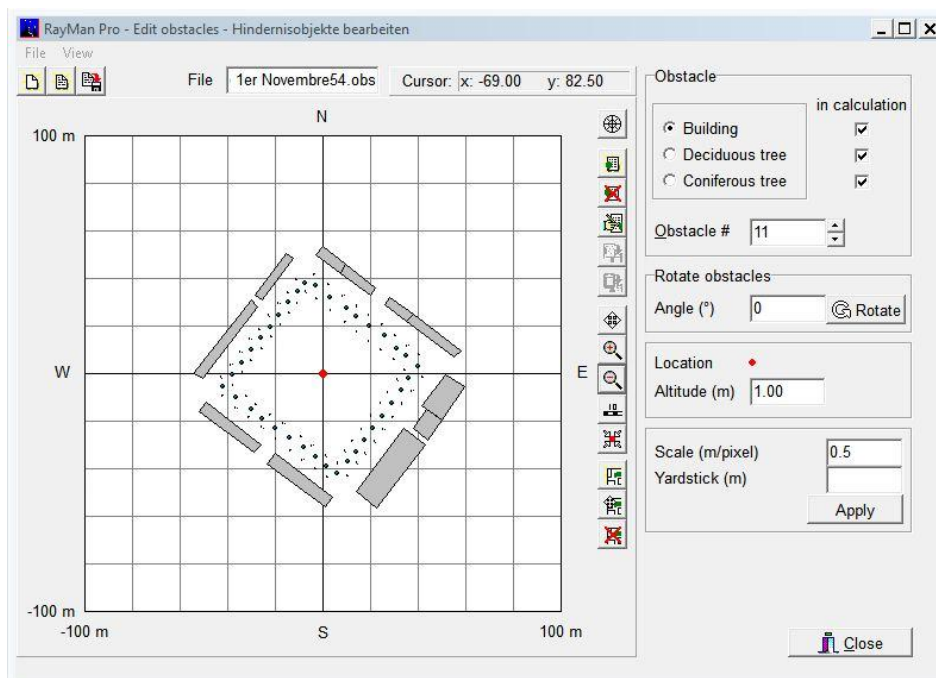 RayMan Pro - Edit obstacles - Hindernisobjekte bearbeiten
File View
File 1er Novembre54.obs Cursor: x: -69.00 y: 82.50
N
100 m
W
E
-100 m
-100 m
S
100 m
10
Obstacle
in calculation
Building
Deciduous tree
Coniferous tree
Obstacle # 11
Rotate obstacles
Angle (°) 0 Rotate
Location
Altitude (m) 1.00
Scale (m/pixel) 0.5
Yardstick (m)
Apply
Close